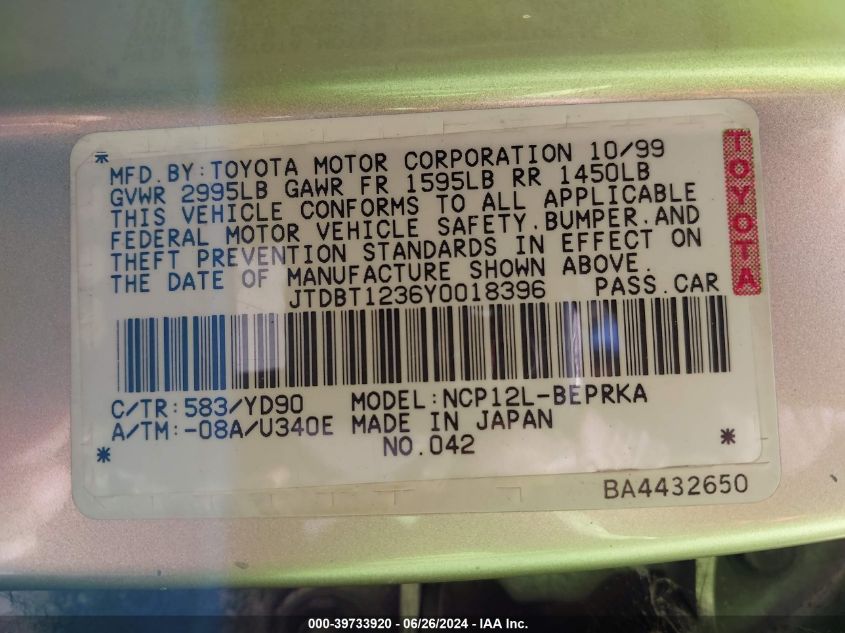 MFD.BY:TOYOTA MOTOR CORPORATION 10/99
GVWR 2995LB GAWR FR 1595LB RR 1450LB
THIS VEHICLE CONFORMS TO ALL APPLICABLE
FEDERAL MOTOR VEHICLE SAFETY.BUMPER.AND
THEFT PREVENTION STANDARDS IN EFFECT ON
THE DATE OF MANUFACTURE SHOWN ABOVE.
JTDBT1236Y0018396 PASS.CAR
TOYOTA
C/TR:583/YD90 MODEL:NCP12L-BEPRKA
A/TM:-08A/U340E MADE IN JAPAN
NO.042
BA4432650
000-39733920 / 06/26/2024 - IAA Inc.